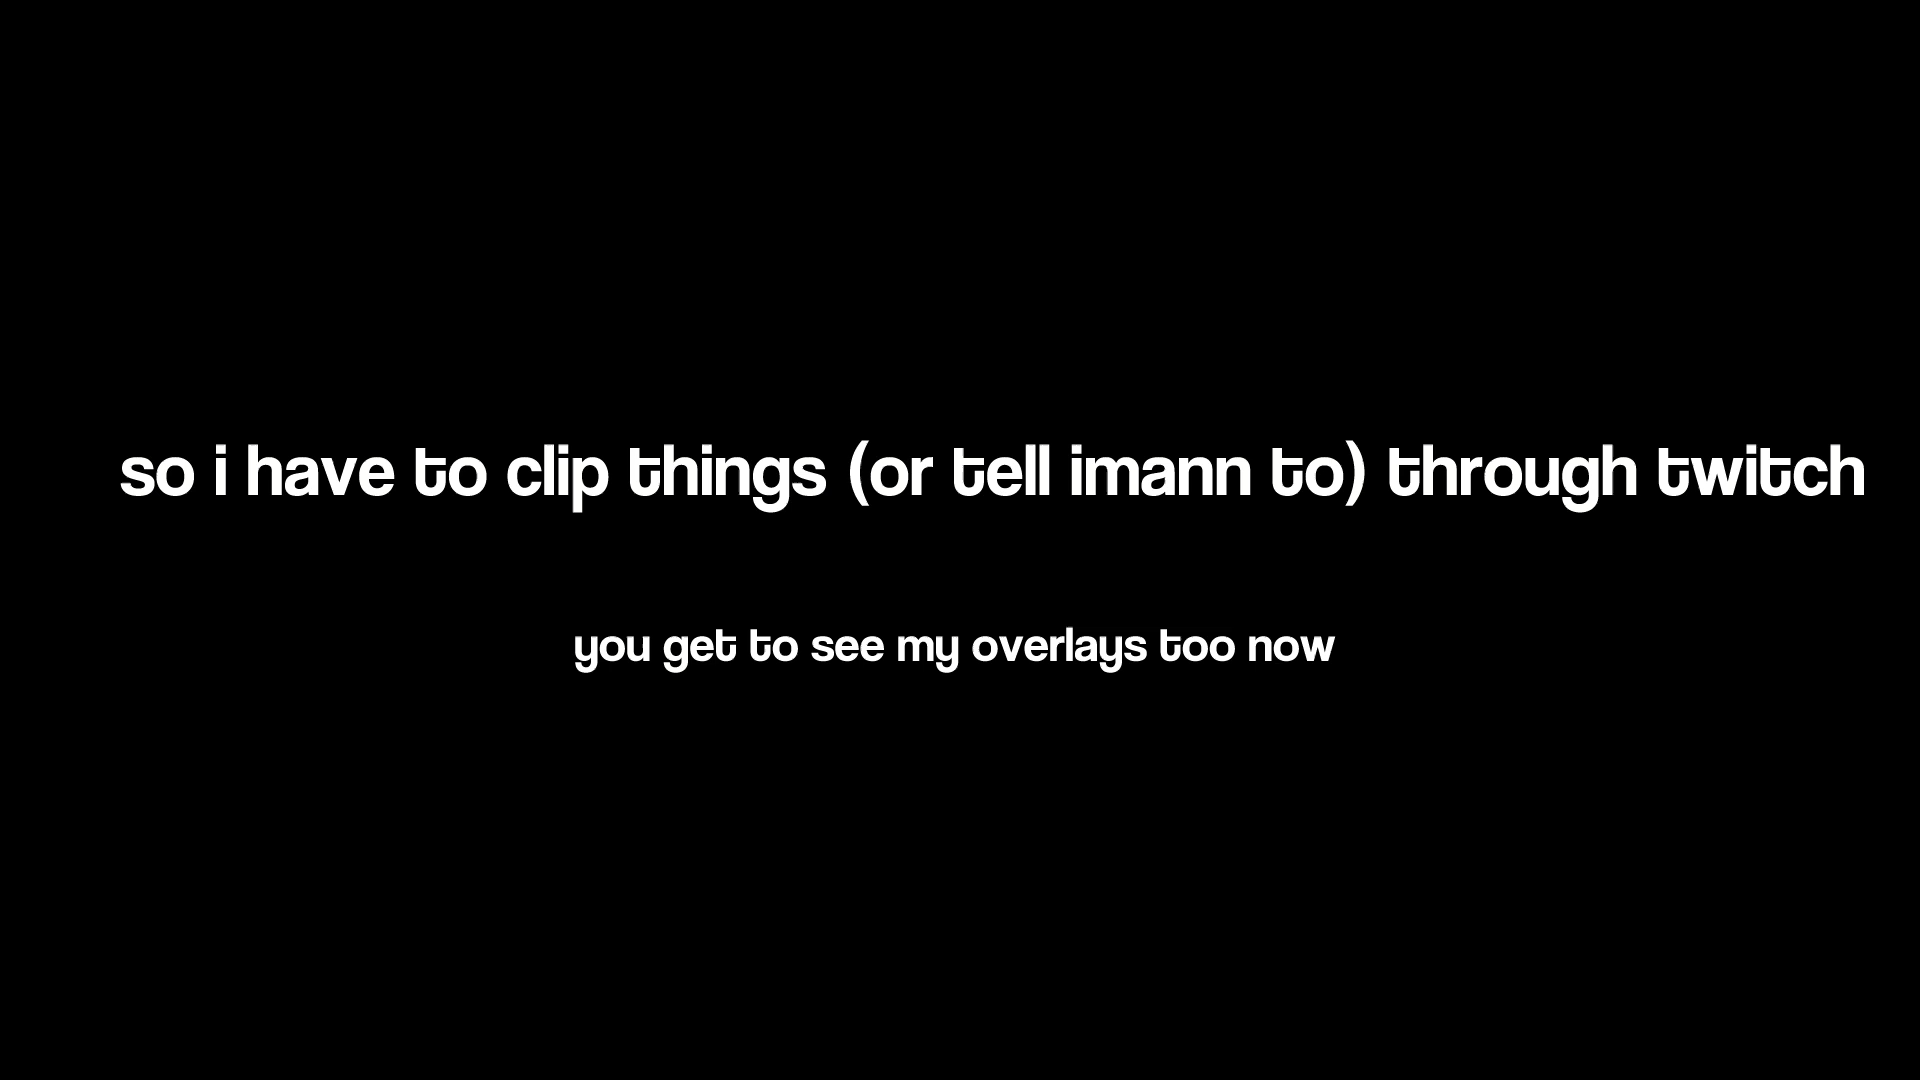 so i have to clip things (or tell imann to) through twitch
you get to see my overlays too now